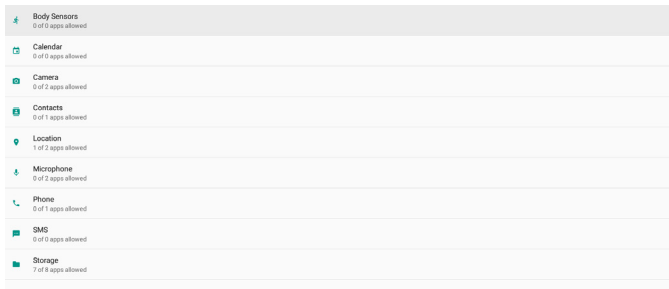 Body Sensors
0 of 0 apps allowed
Calendar
0 of 0 apps allowed
Camera
0 of 2 apps allowed
Contacts
0 of 1 apps allowed
Location
1 of 2 apps allowed
Microphone
0 of 2 apps allowed
Phone
0 of 1 apps allowed
SMS
0 of 0 apps allowed
Storage
7 of 8 apps allowed